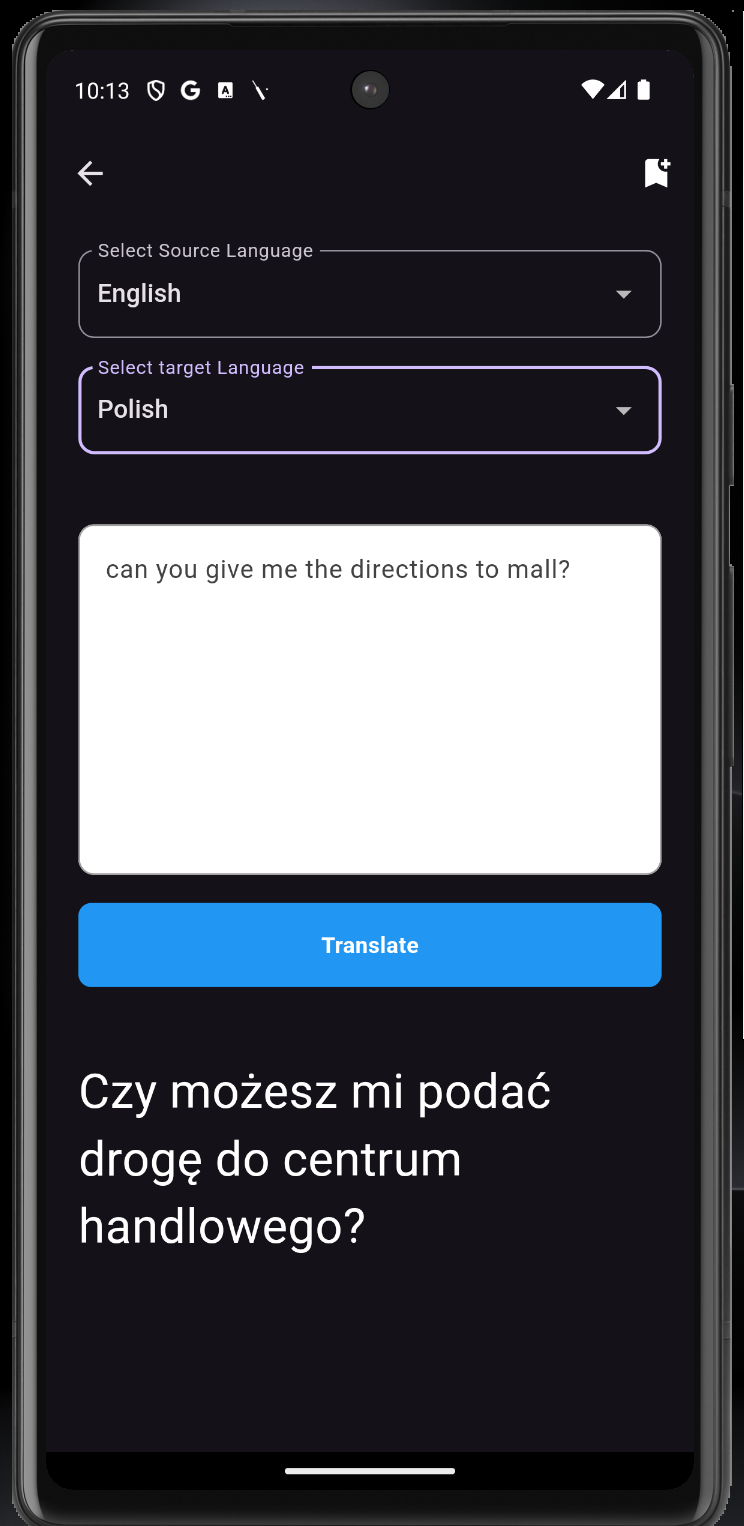 10:13
Select Source Language
English
Select target Language
Polish
can you give me the directions to mall?
Translate
Czy możesz mi podać
drogę do centrum
handlowego?